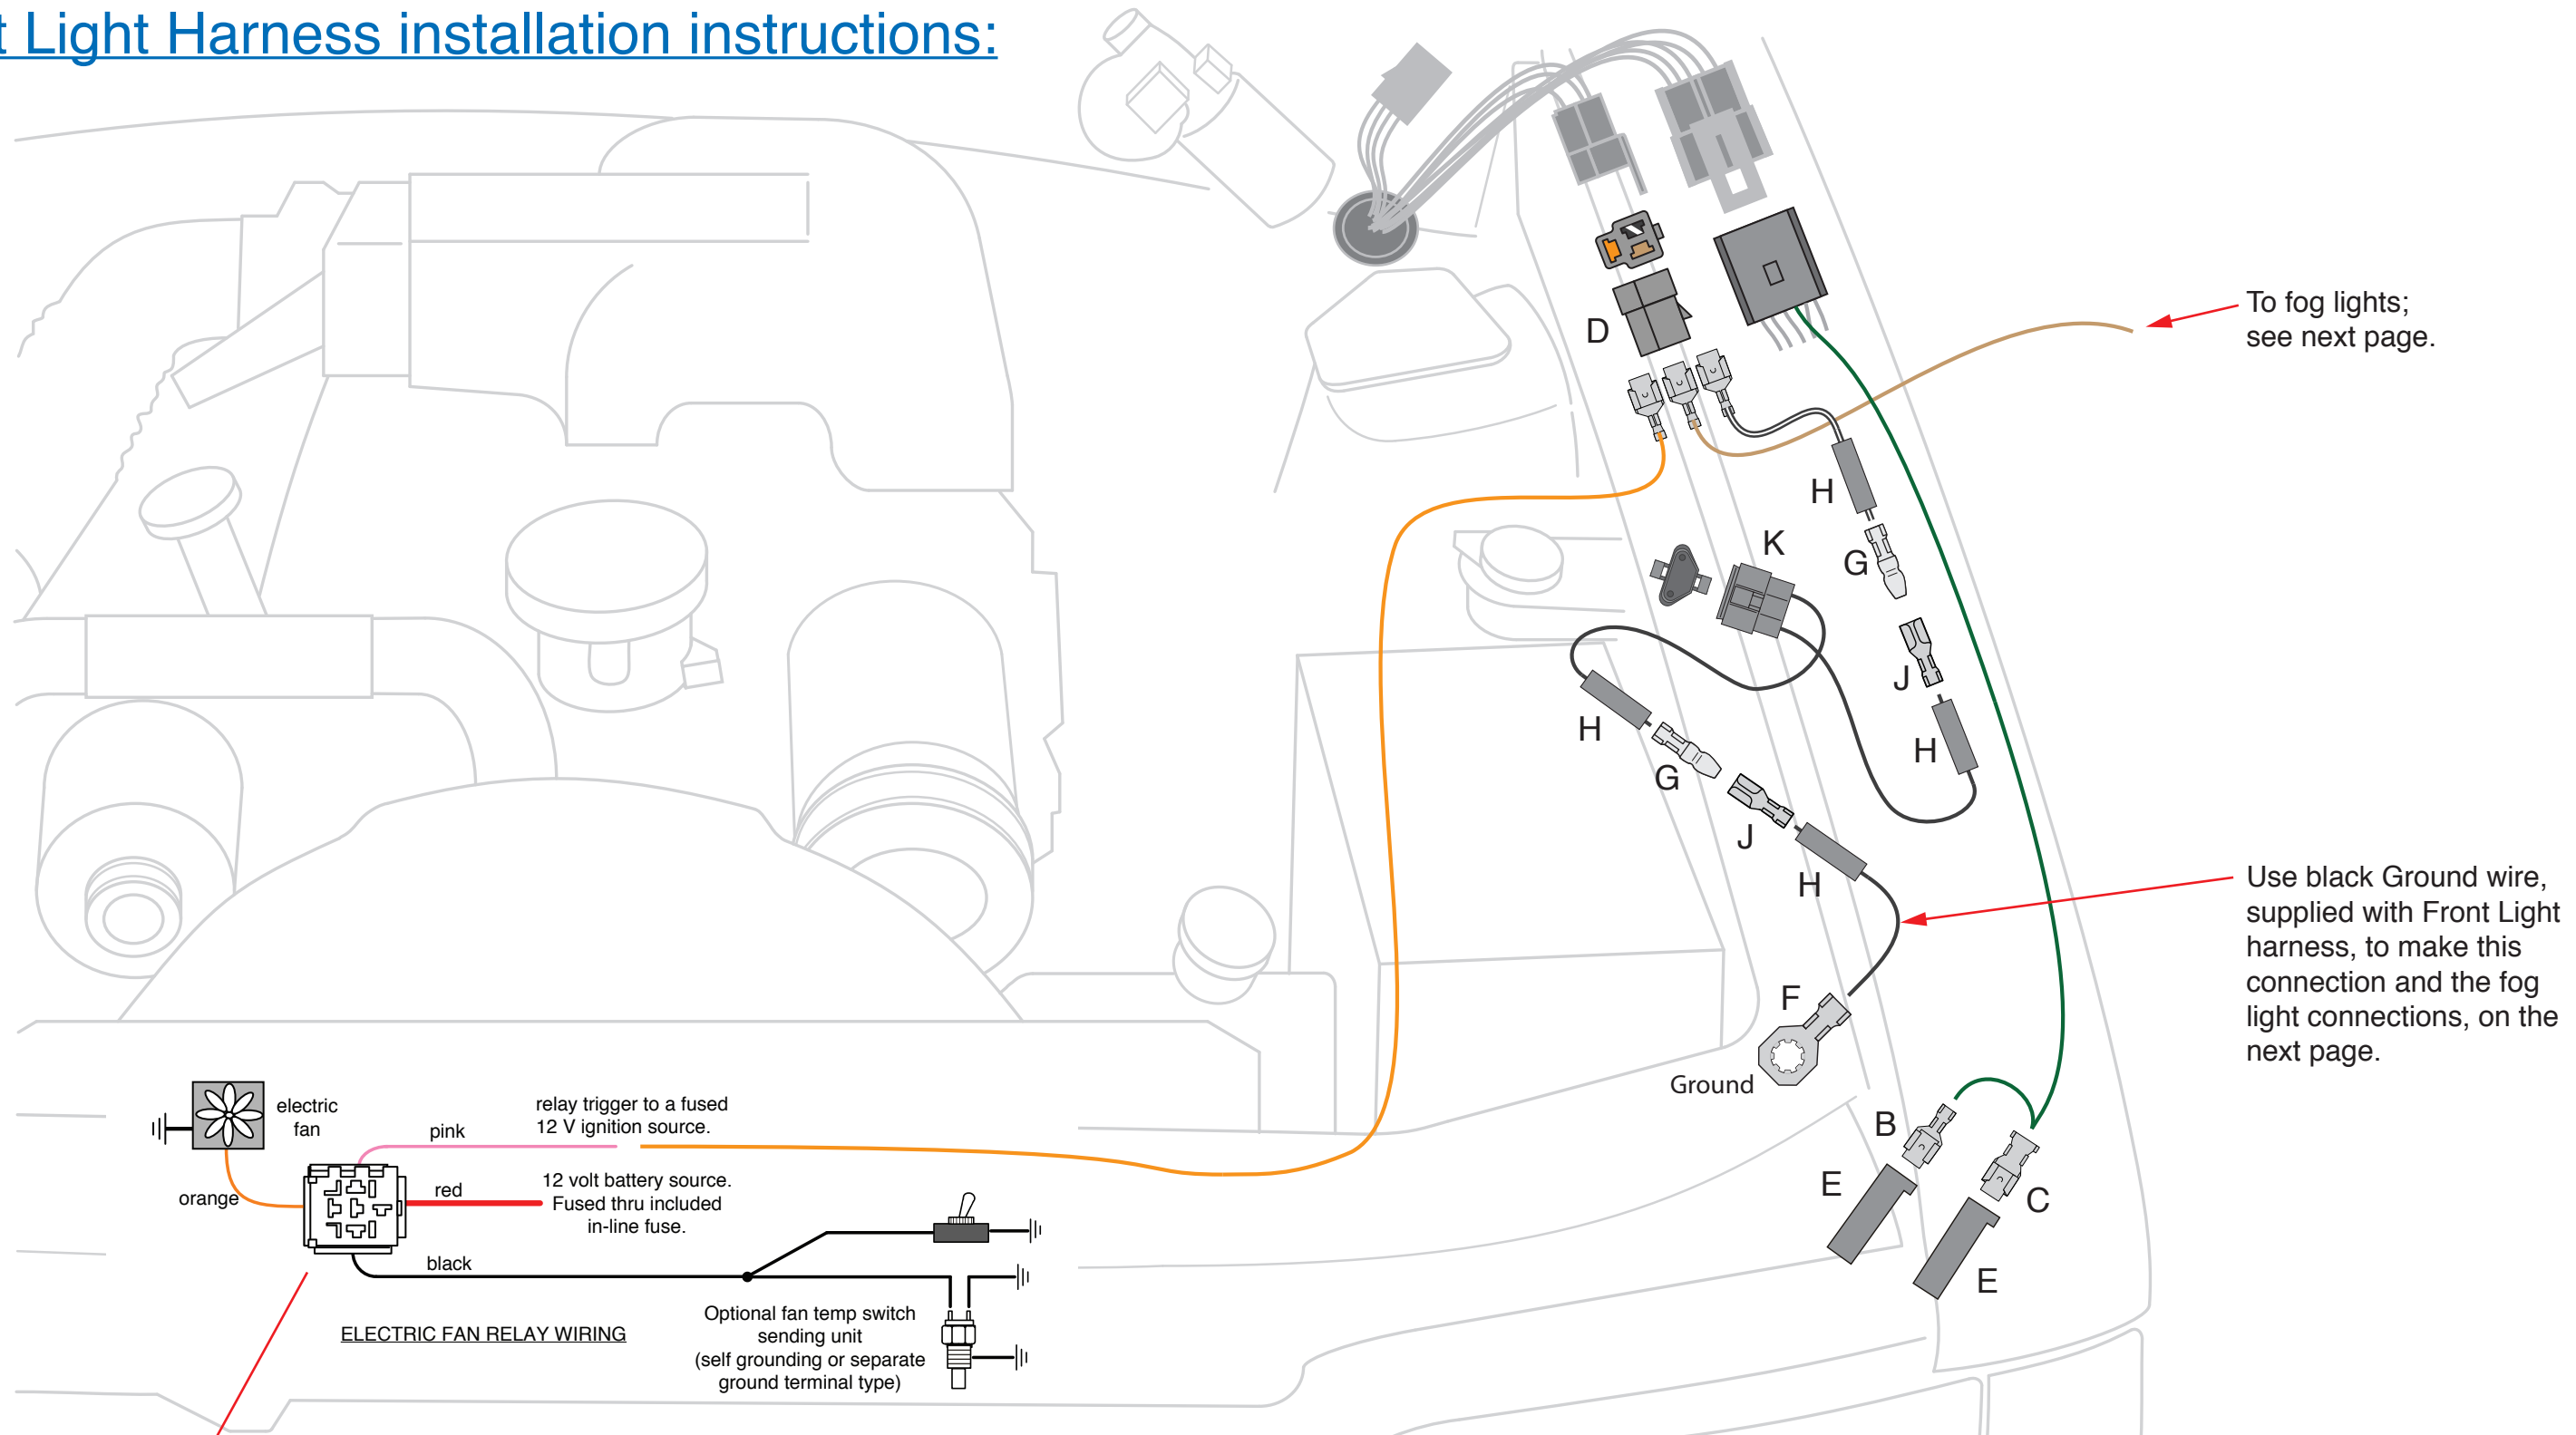 t Light Harness installation instructions:
To fog lights;
see next page.
D
H
G
K
J
H
H
G
J
H
Use black Ground wire,
supplied with Front Light
harness, to make this
connection and the fog
light connections, on the
next page.
F
Ground
B
E
C
E
electric
fan
orange
pink
relay trigger to a fused
12 V ignition source.
red
12 volt battery source.
Fused thru included
in-line fuse.
black
ELECTRIC FAN RELAY WIRING
Optional fan temp switch
sending unit
(self grounding or separate
ground terminal type)